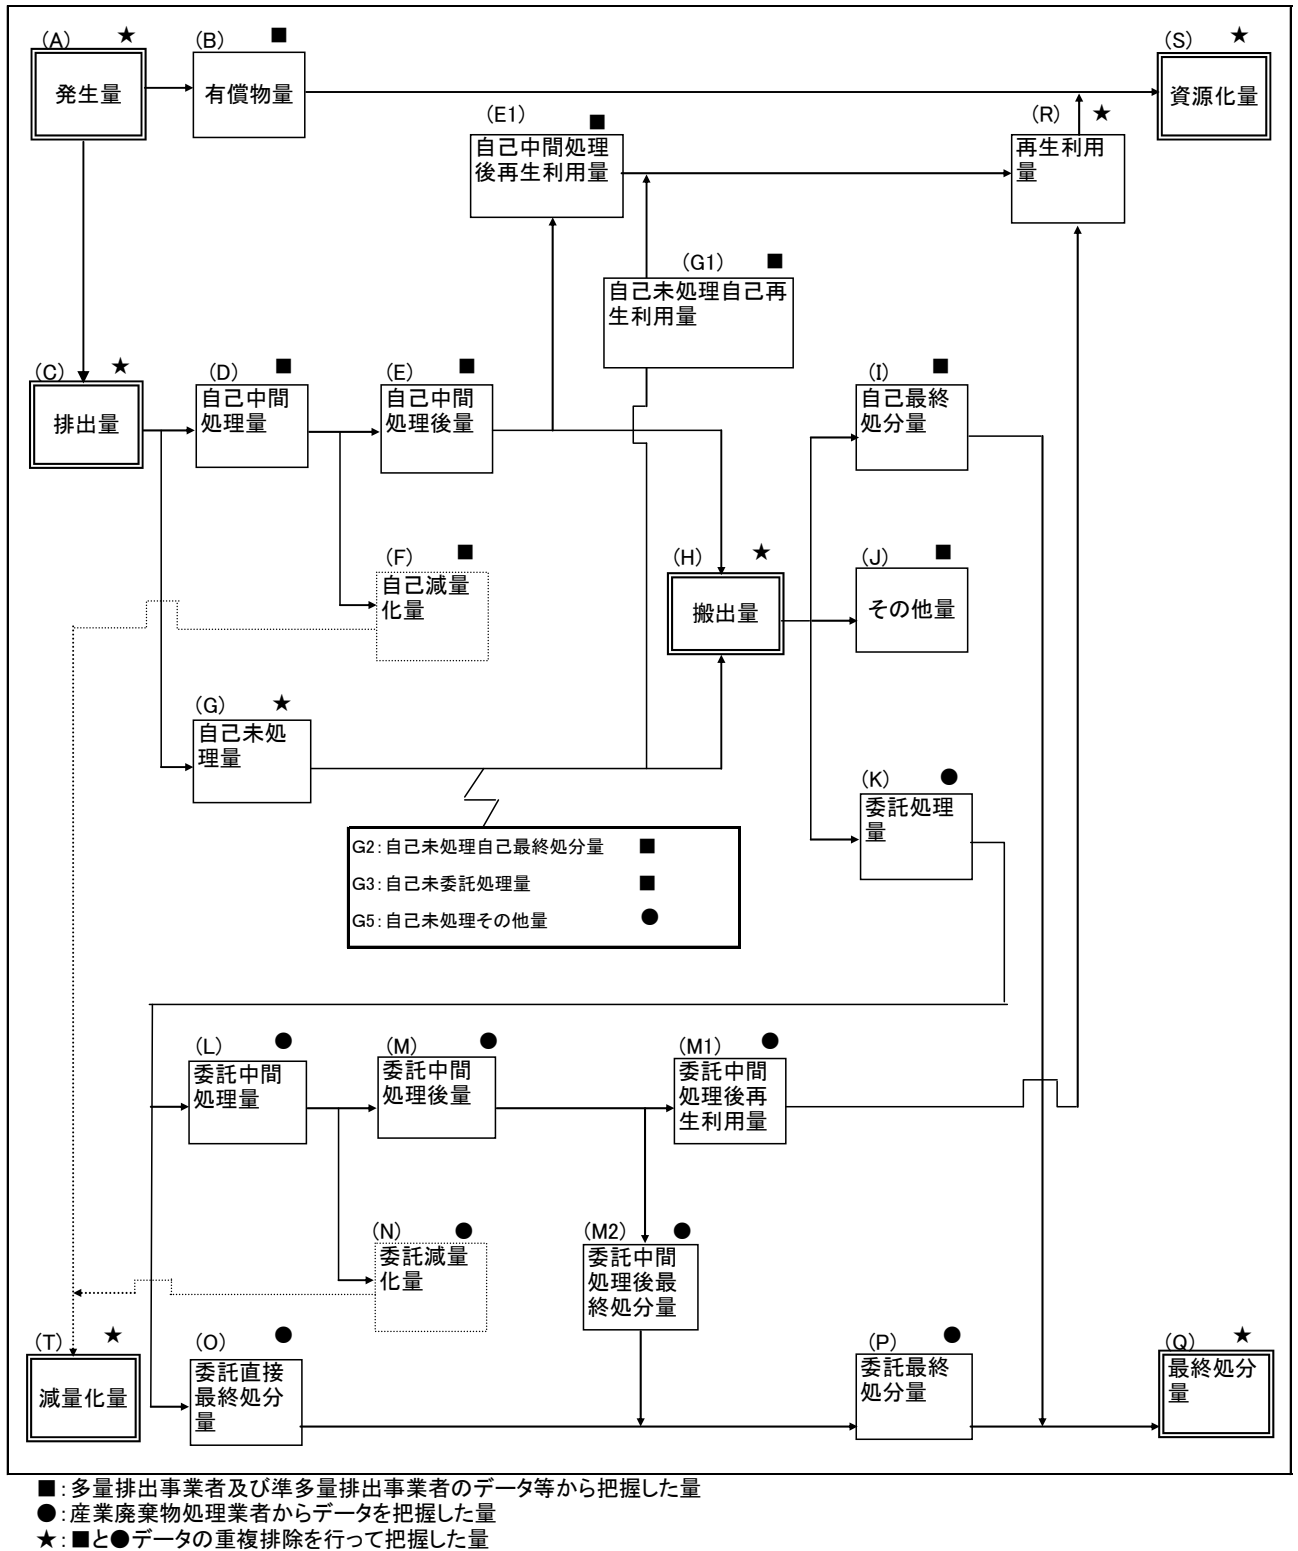 (A) ★
発生量
(B) ■
有償物量
(S) ★
資源化量
(E1) ■
自己中間処理
後再生利用量
(R) ★
再生利用
量
(G1) ■
自己未処理自己再
生利用量
(C) ★
排出量
(D) ■
自己中間
処理量
(E) ■
自己中間
処理後量
(I) ■
自己最終
処分量
(F) ■
自己減量
化量
(H) ★
搬出量
(J) ■
その他量
(G) ★
自己未処
理量
(K) ●
委託処理
量
G2:自己未処理自己最終処分量 ■
G3:自己未委託処理量 ■
G5:自己未処理その他量 ●
(L) ●
委託中間
処理量
(M) ●
委託中間
処理後量
(M1) ●
委託中間
処理後再
生利用量
(N) ●
委託減量
化量
(M2) ●
委託中間
処理後最
終処分量
(T) ★
減量化量
(O) ●
委託直接
最終処分
量
(P) ●
委託最終
処分量
(Q) ★
最終処分
量
■:多量排出事業者及び準多量排出事業者のデータ等から把握した量
●:産業廃棄物処理業者からデータを把握した量
★:■と●データの重複排除を行って把握した量